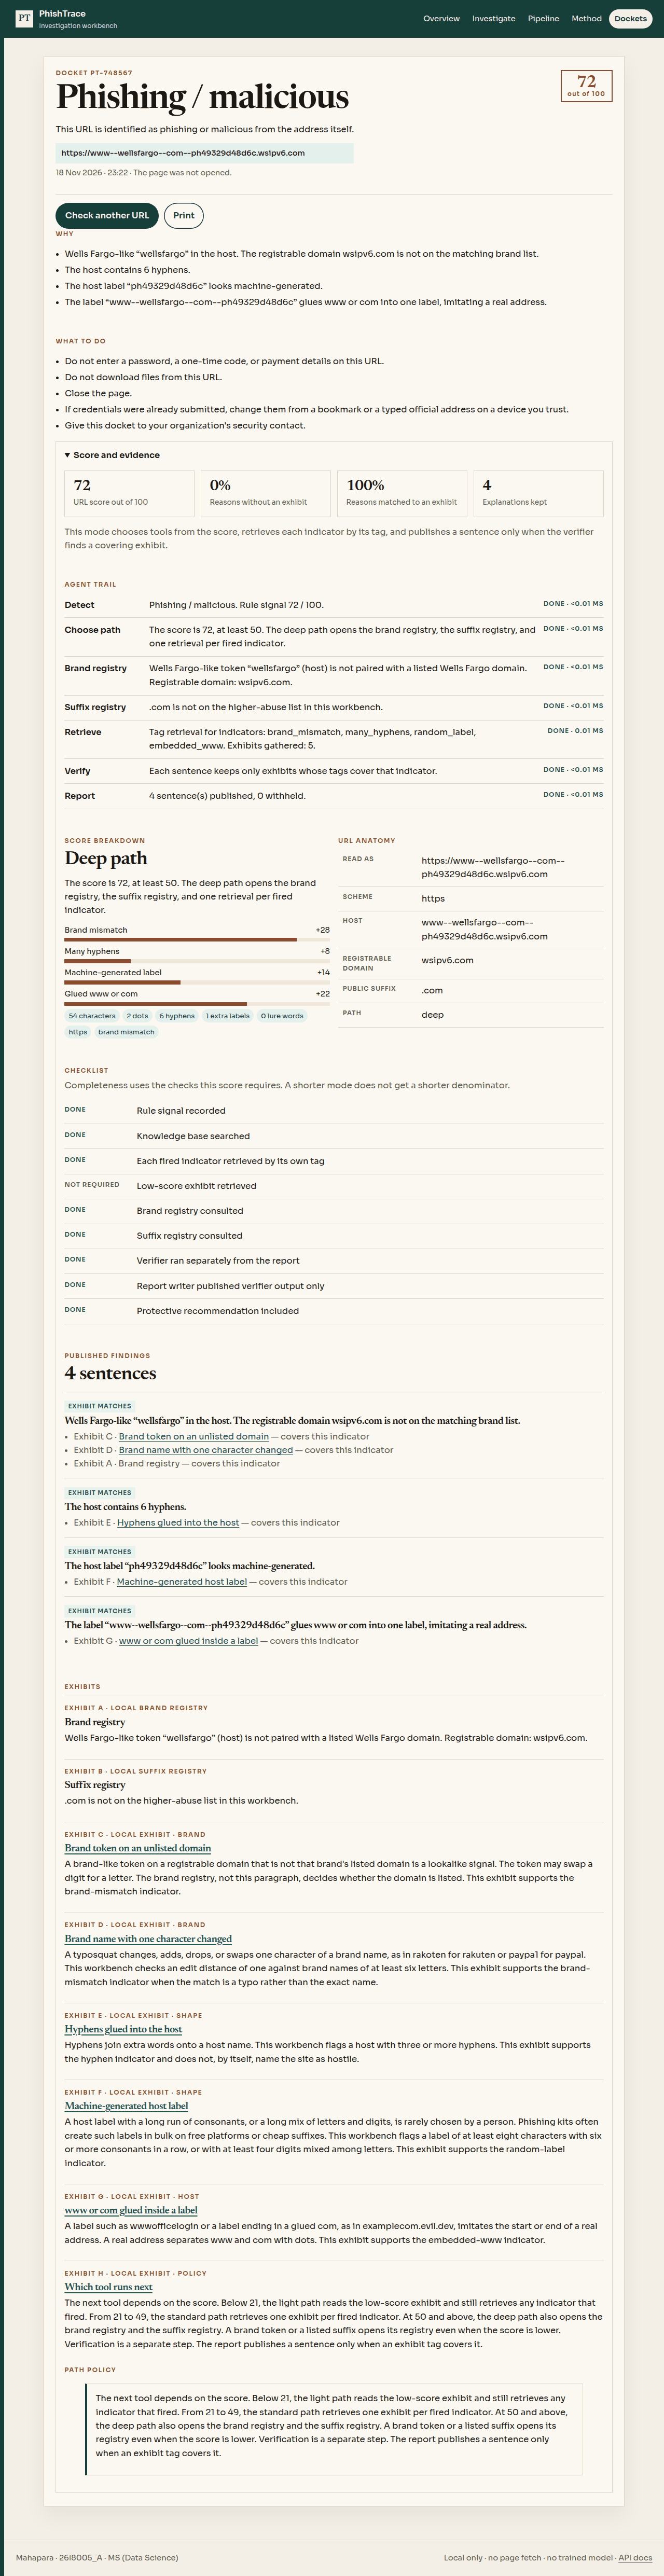 PT
PhishTrace
Investigation workbench
Overview
Investigate
Pipeline
Method
Dockets
DOCKET PT-748567
Phishing / malicious
72
out of 100
This URL is identified as phishing or malicious from the address itself.
https://www--wellsfargo--com--ph49329d48d6c.wsipv6.com
18 Nov 2026 · 23:22 · The page was not opened.
Check another URL
Print
WHY
• Wells Fargo-like “wellsfargo” in the host. The registrable domain wsipv6.com is not on the matching brand list.
• The host contains 6 hyphens.
• The host label “ph49329d48d6c” looks machine-generated.
• The label “www--wellsfargo--com--ph49329d48d6c” glues www or com into one label, imitating a real address.
WHAT TO DO
• Do not enter a password, a one-time code, or payment details on this URL.
• Do not download files from this URL.
• Close the page.
• If credentials were already submitted, change them from a bookmark or a typed official address on a device you trust.
• Give this docket to your organization's security contact.
▼ Score and evidence
72
URL score out of 100
0%
Reasons without an exhibit
100%
Reasons matched to an exhibit
4
Explanations kept
This mode chooses tools from the score, retrieves each indicator by its tag, and publishes a sentence only when the verifier
finds a covering exhibit.
AGENT TRAIL
Detect
Phishing / malicious. Rule signal 72 / 100.
DONE · <0.01 MS
Choose path
The score is 72, at least 50. The deep path opens the brand registry, the suffix registry, and
one retrieval per fired indicator.
DONE · <0.01 MS
Brand registry
Wells Fargo-like token “wellsfargo” (host) is not paired with a listed Wells Fargo domain.
Registrable domain: wsipv6.com.
DONE · <0.01 MS
Suffix registry
.com is not on the higher-abuse list in this workbench.
DONE · <0.01 MS
Retrieve
Tag retrieval for indicators: brand_mismatch, many_hyphens, random_label,
embedded_www. Exhibits gathered: 5.
DONE · 0.01 MS
Verify
Each sentence keeps only exhibits whose tags cover that indicator.
DONE · <0.01 MS
Report
4 sentence(s) published, 0 withheld.
DONE · <0.01 MS
SCORE BREAKDOWN
Deep path
The score is 72, at least 50. The deep path opens the brand
registry, the suffix registry, and one retrieval per fired
indicator.
Brand mismatch
+28
Many hyphens
+8
Machine-generated label
+14
Glued www or com
+22
54 characters
2 dots
6 hyphens
1 extra labels
0 lure words
https
brand mismatch
URL ANATOMY
READ AS
https://www--wellsfargo--com--
ph49329d48d6c.wsipv6.com
SCHEME
https
HOST
www--wellsfargo--com--
ph49329d48d6c.wsipv6.com
REGISTRABLE
DOMAIN
wsipv6.com
PUBLIC SUFFIX
.com
PATH
deep
CHECKLIST
Completeness uses the checks this score requires. A shorter mode does not get a shorter denominator.
DONE
Rule signal recorded
DONE
Knowledge base searched
DONE
Each fired indicator retrieved by its own tag
NOT REQUIRED
Low-score exhibit retrieved
DONE
Brand registry consulted
DONE
Suffix registry consulted
DONE
Verifier ran separately from the report
DONE
Report writer published verifier output only
DONE
Protective recommendation included
PUBLISHED FINDINGS
4 sentences
EXHIBIT MATCHES
Wells Fargo-like “wellsfargo” in the host. The registrable domain wsipv6.com is not on the matching brand list.
• Exhibit C · Brand token on an unlisted domain — covers this indicator
• Exhibit D · Brand name with one character changed — covers this indicator
• Exhibit A · Brand registry — covers this indicator
EXHIBIT MATCHES
The host contains 6 hyphens.
• Exhibit E · Hyphens glued into the host — covers this indicator
EXHIBIT MATCHES
The host label “ph49329d48d6c” looks machine-generated.
• Exhibit F · Machine-generated host label — covers this indicator
EXHIBIT MATCHES
The label “www--wellsfargo--com--ph49329d48d6c” glues www or com into one label, imitating a real address.
• Exhibit G · www or com glued inside a label — covers this indicator
EXHIBITS
EXHIBIT A · LOCAL BRAND REGISTRY
Brand registry
Wells Fargo-like token “wellsfargo” (host) is not paired with a listed Wells Fargo domain. Registrable domain: wsipv6.com.
EXHIBIT B · LOCAL SUFFIX REGISTRY
Suffix registry
.com is not on the higher-abuse list in this workbench.
EXHIBIT C · LOCAL EXHIBIT · BRAND
Brand token on an unlisted domain
A brand-like token on a registrable domain that is not that brand's listed domain is a lookalike signal. The token may swap a
digit for a letter. The brand registry, not this paragraph, decides whether the domain is listed. This exhibit supports the
brand-mismatch indicator.
EXHIBIT D · LOCAL EXHIBIT · BRAND
Brand name with one character changed
A typosquat changes, adds, drops, or swaps one character of a brand name, as in rakoten for rakuten or paypa1 for paypal.
This workbench checks an edit distance of one against brand names of at least six letters. This exhibit supports the brand-
mismatch indicator when the match is a typo rather than the exact name.
EXHIBIT E · LOCAL EXHIBIT · SHAPE
Hyphens glued into the host
Hyphens join extra words onto a host name. This workbench flags a host with three or more hyphens. This exhibit supports
the hyphen indicator and does not, by itself, name the site as hostile.
EXHIBIT F · LOCAL EXHIBIT · SHAPE
Machine-generated host label
A host label with a long run of consonants, or a long mix of letters and digits, is rarely chosen by a person. Phishing kits often
create such labels in bulk on free platforms or cheap suffixes. This workbench flags a label of at least eight characters with six
or more consonants in a row, or with at least four digits mixed among letters. This exhibit supports the random-label
indicator.
EXHIBIT G · LOCAL EXHIBIT · HOST
www or com glued inside a label
A label such as wwwofficelogin or a label ending in a glued com, as in examplecom.evil.dev, imitates the start or end of a real
address. A real address separates www and com with dots. This exhibit supports the embedded-www indicator.
EXHIBIT H · LOCAL EXHIBIT · POLICY
Which tool runs next
The next tool depends on the score. Below 21, the light path reads the low-score exhibit and still retrieves any indicator that
fired. From 21 to 49, the standard path retrieves one exhibit per fired indicator. At 50 and above, the deep path also opens the
brand registry and the suffix registry. A brand token or a listed suffix opens its registry even when the score is lower.
Verification is a separate step. The report publishes a sentence only when an exhibit tag covers it.
PATH POLICY
The next tool depends on the score. Below 21, the light path reads the low-score exhibit and still retrieves any
indicator that fired. From 21 to 49, the standard path retrieves one exhibit per fired indicator. At 50 and above,
the deep path also opens the brand registry and the suffix registry. A brand token or a listed suffix opens its
registry even when the score is lower. Verification is a separate step. The report publishes a sentence only
when an exhibit tag covers it.
Mahapara · 26I8005_A · MS (Data Science)
Local only · no page fetch · no trained model · API docs